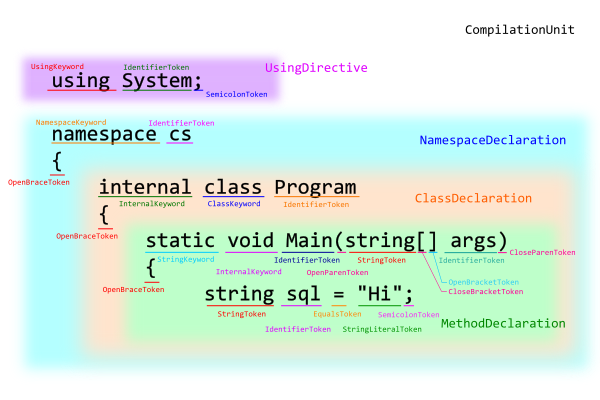 CompilationUnit
UsingKeyword IdentifierToken UsingDirective
using System;
SemicolonToken
NamespaceKeyword IdentifierToken
namespace cs NamespaceDeclaration
{
OpenBraceToken
internal class Program ClassDeclaration
InternalKeyword ClassKeyword IdentifierToken
{
OpenBraceToken
static void Main(string[] args)
CloseParenToken
StringKeyword IdentifierToken StringToken IdentifierToken
{
InternalKeyword OpenParenToken
OpenBraceToken
OpenBracketToken
CloseBracketToken
string sql = "Hi";
StringToken EqualsToken SemicolonToken
MethodDeclaration
IdentifierToken StringLiteralToken